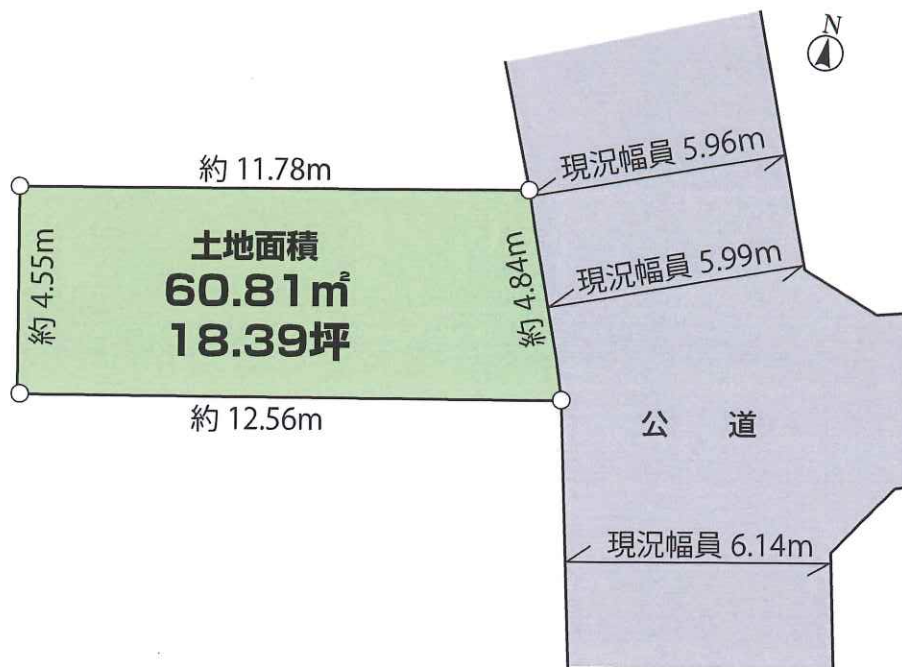 N
現況幅員 5.96m
約 11.78m
土地面積
60.81㎡
18.39坪
約 4.55m
約 4.84m
現況幅員 5.99m
約 12.56m
公 道
現況幅員 6.14m